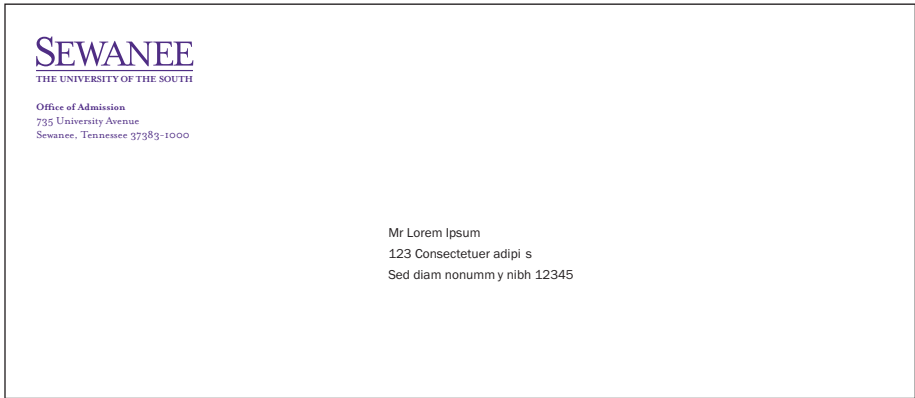 SEWANEE
THE UNIVERSITY OF THE SOUTH
Office of Admission
735 University Avenue
Sewanee, Tennessee 37383-1000
Mr Lorem Ipsum
123 Consectetuer adipi s
Sed diam nonumm y nibh 12345